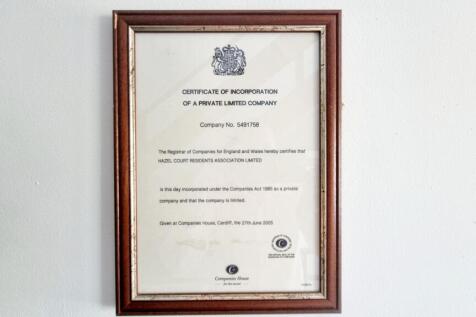 CERTIFICATE OF INCORPORATION
OF A PRIVATE LIMITED COMPANY
Company No. 5491758
The Registrar of Companies for England and Wales hereby certifies that
HAZEL COURT RESIDENTS ASSOCIATION LIMITED
is this day incorporated under the Companies Act 1985 as a private
company and that the company is limited.
Given at Companies House, Cardiff, the 27th June 2005
Companies House